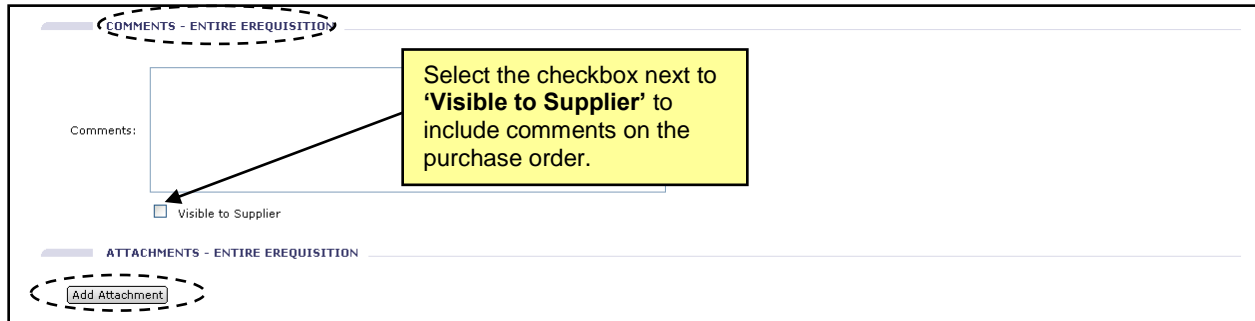 COMMENTS - ENTIRE EREQUISITION
Select the checkbox next to
‘Visible to Supplier’ to
include comments on the
purchase order.
Comments:
Visible to Supplier
ATTACHMENTS - ENTIRE EREQUISITION
Add Attachment